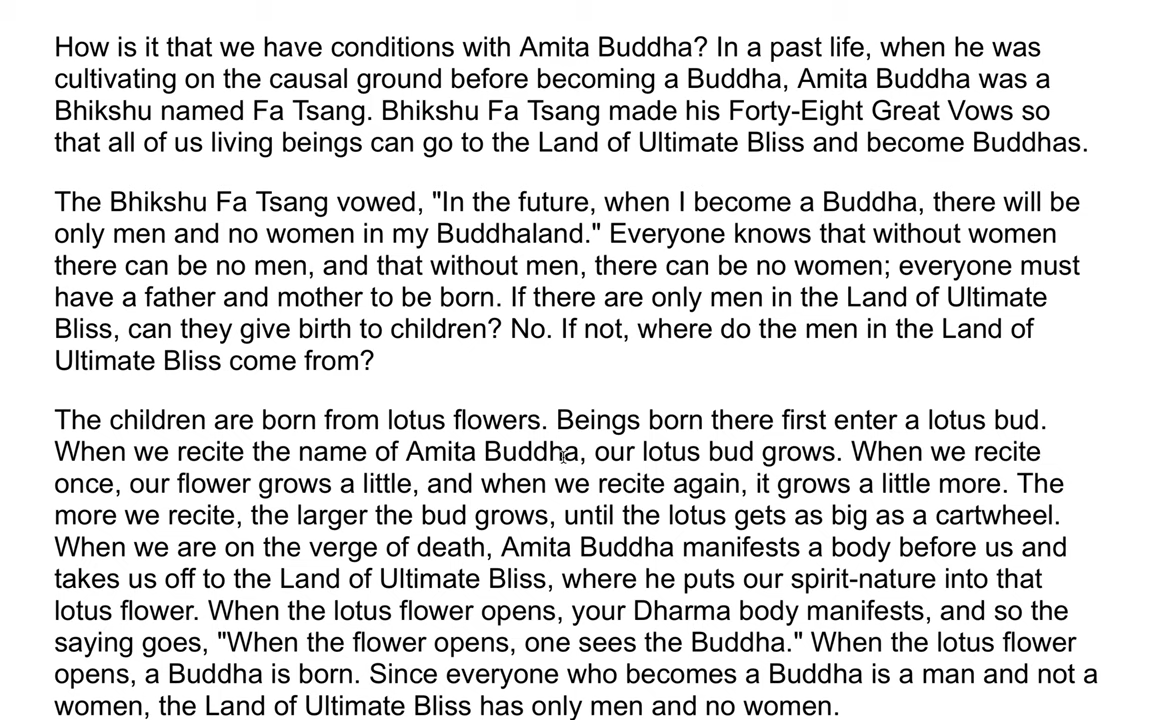 How is it that we have conditions with Amita Buddha? In a past life, when he was
cultivating on the causal ground before becoming a Buddha, Amita Buddha was a
Bhikshu named Fa Tsang. Bhikshu Fa Tsang made his Forty-Eight Great Vows so
that all of us living beings can go to the Land of Ultimate Bliss and become Buddhas.
The Bhikshu Fa Tsang vowed, "In the future, when I become a Buddha, there will be
only men and no women in my Buddhaland." Everyone knows that without women
there can be no men, and that without men, there can be no women; everyone must
have a father and mother to be born. If there are only men in the Land of Ultimate
Bliss, can they give birth to children? No. If not, where do the men in the Land of
Ultimate Bliss come from?
The children are born from lotus flowers. Beings born there first enter a lotus bud.
When we recite the name of Amita Buddha, our lotus bud grows. When we recite
once, our flower grows a little, and when we recite again, it grows a little more. The
more we recite, the larger the bud grows, until the lotus gets as big as a cartwheel.
When we are on the verge of death, Amita Buddha manifests a body before us and
takes us off to the Land of Ultimate Bliss, where he puts our spirit-nature into that
lotus flower. When the lotus flower opens, your Dharma body manifests, and so the
saying goes, "When the flower opens, one sees the Buddha." When the lotus flower
opens, a Buddha is born. Since everyone who becomes a Buddha is a man and not a
women, the Land of Ultimate Bliss has only men and no women.